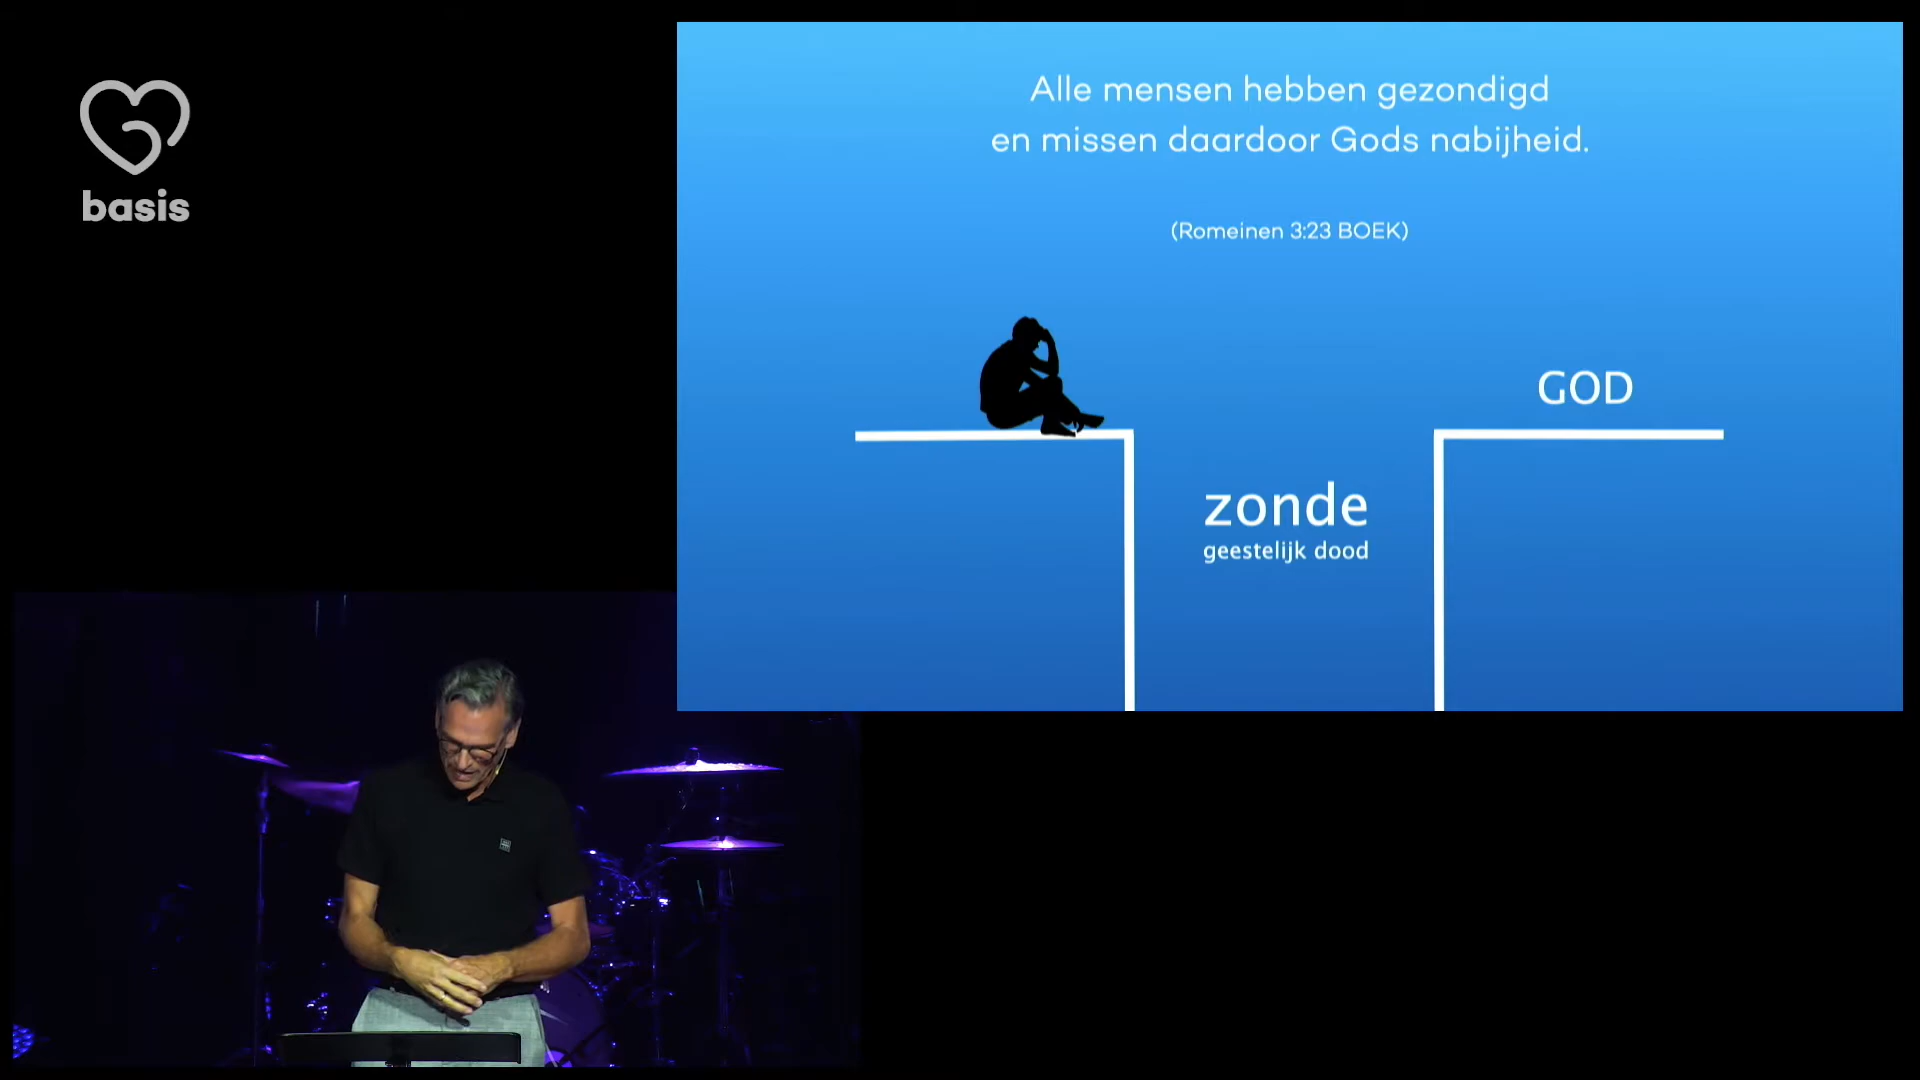 basis
Alle mensen hebben gezondigd
en missen daardoor Gods nabijheid.
(Romeinen 3:23 BOEK)
GOD
zonde
geestelijk dood